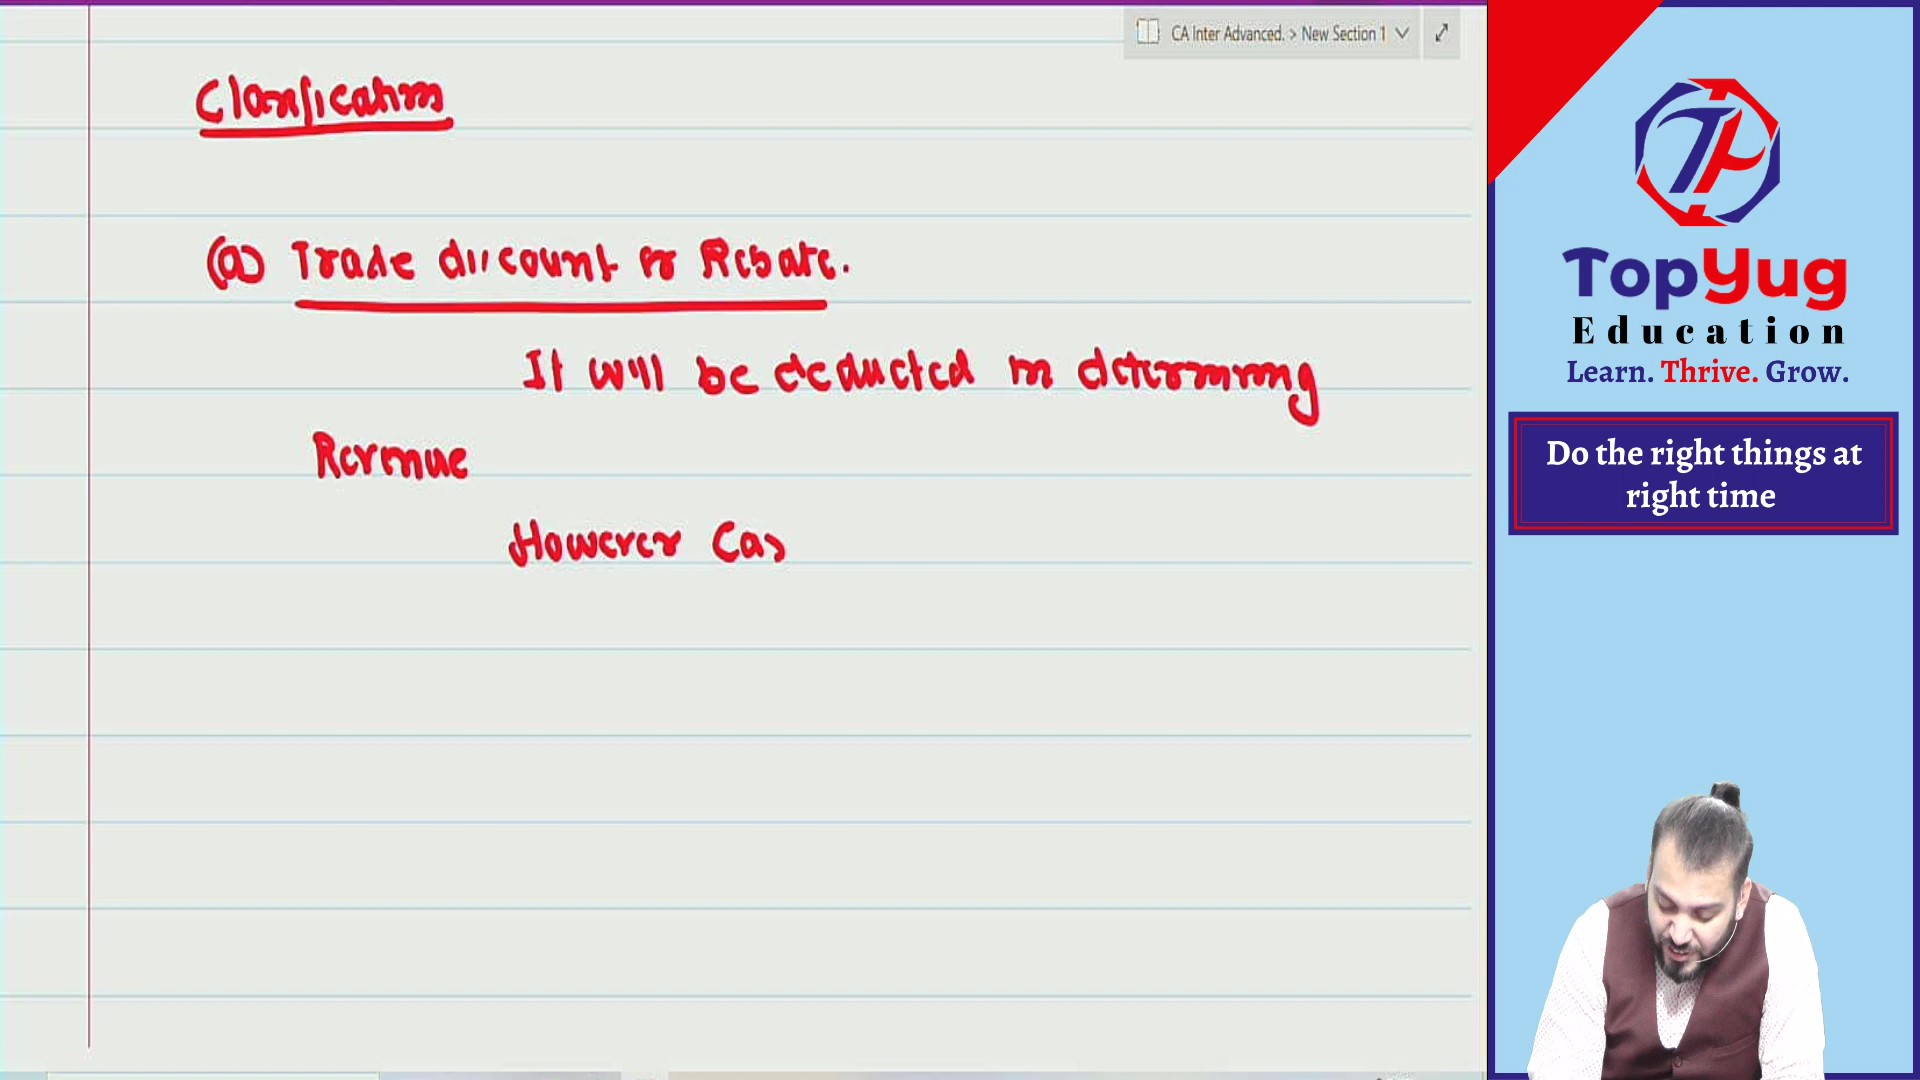 CA Inter Advanced. > New Section 1
Clarifications
(a) Trade discount or Rebate.
It will be deducted in determining
Revenue
However Cas
TopYug
Education
Learn. Thrive. Grow.
Do the right things at
right time